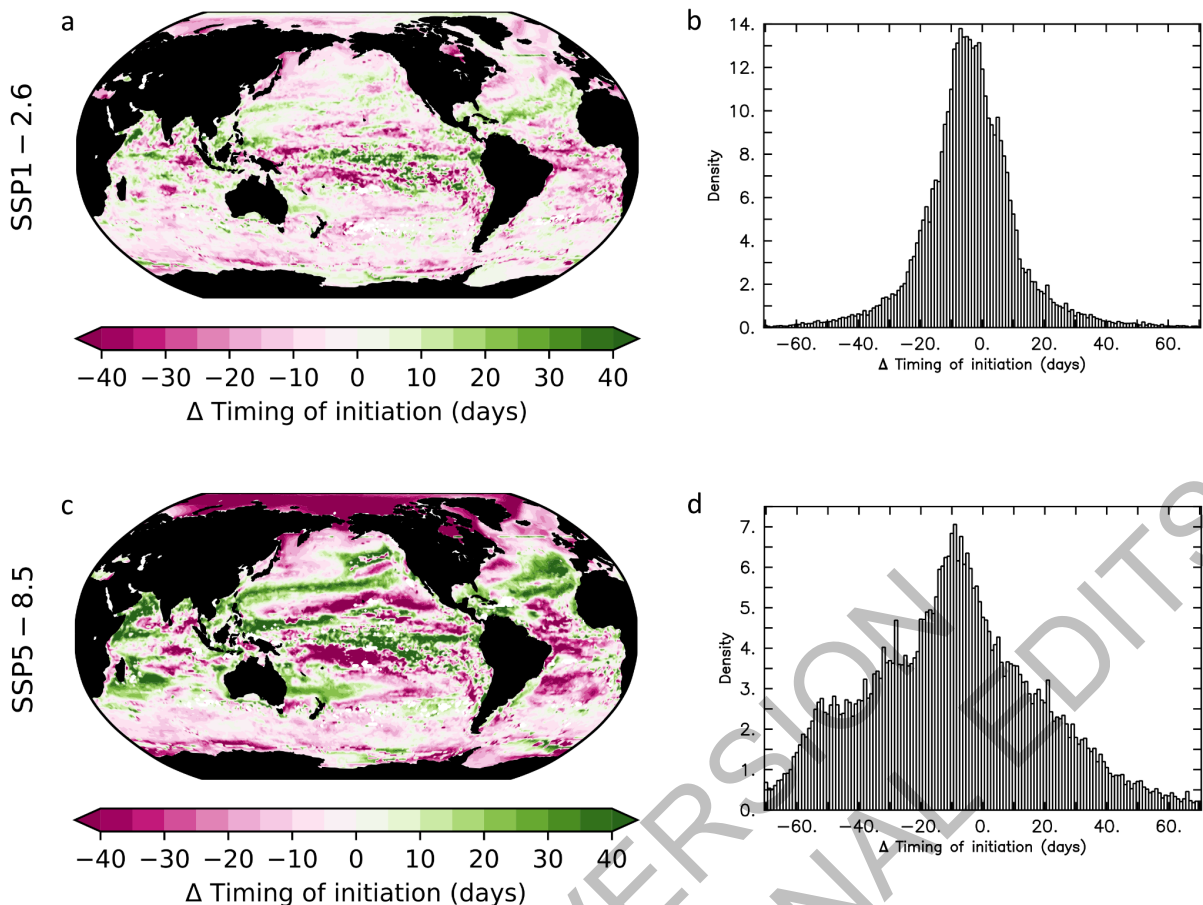 a
SSP1 − 2.6
−40 −30 −20 −10 0 10 20 30 40
Δ Timing of initiation (days)
b
14.
12.
10.
8.
6.
4.
2.
0.
Density
−60. −40. −20. 0. 20. 40. 60.
Δ Timing of initiation (days)
c
SSP5 − 8.5
−40 −30 −20 −10 0 10 20 30 40
Δ Timing of initiation (days)
d
7.
6.
5.
4.
3.
2.
1.
0.
Density
−60. −40. −20. 0. 20. 40. 60.
Δ Timing of initiation (days)
VERSION
EDITS